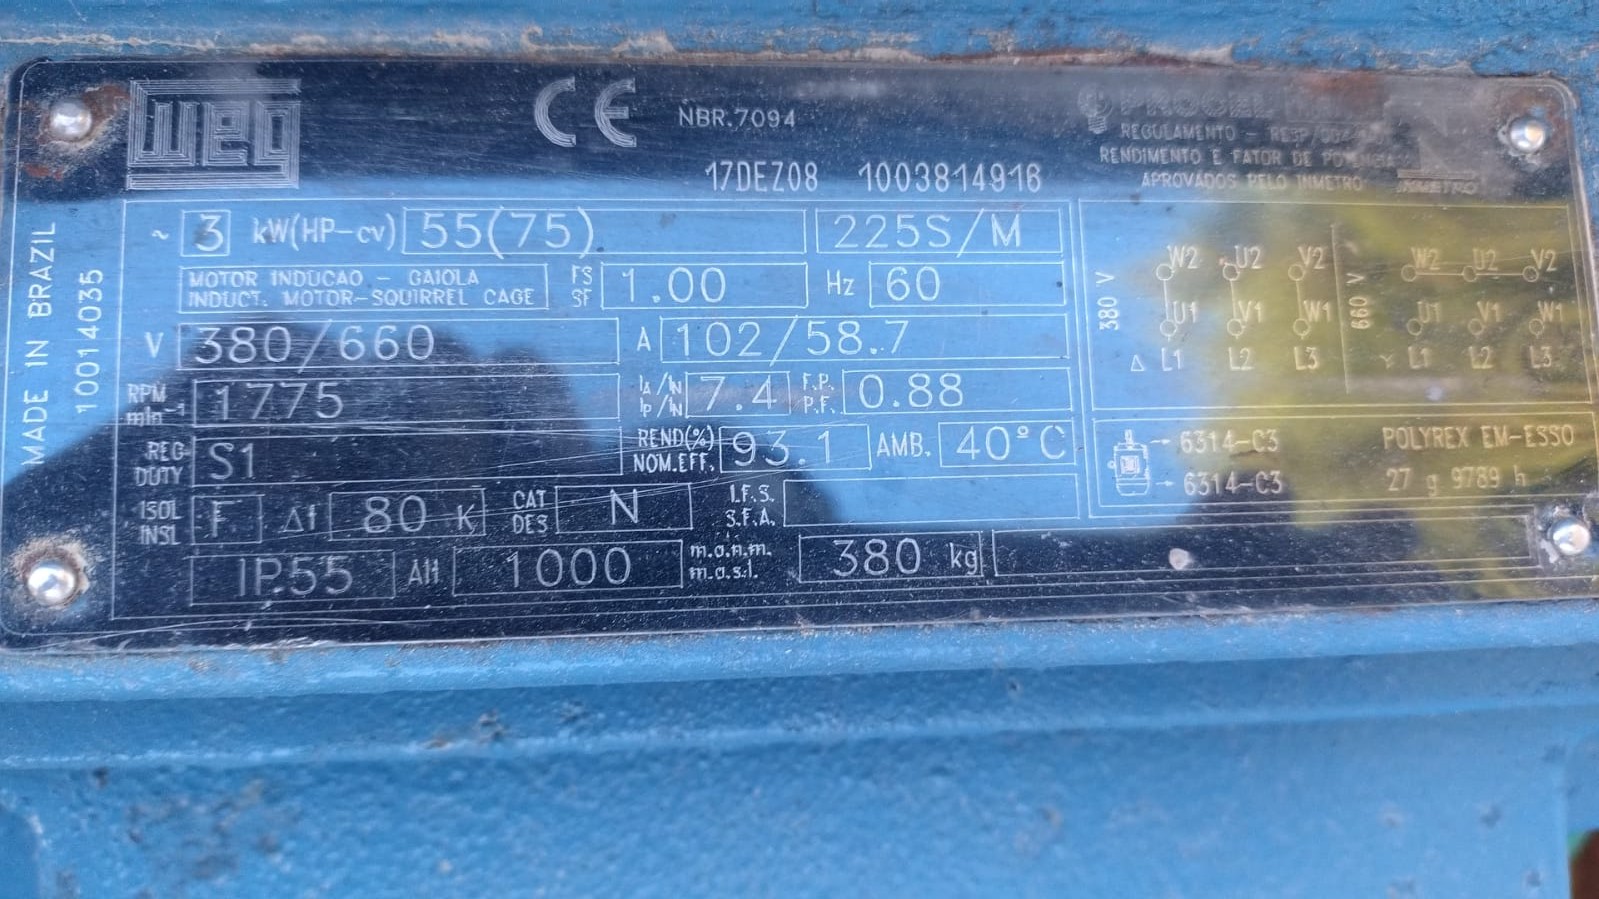 WEG
CE NBR.7094
17DEZ08 1003814916
PROCEL
REGULAMENTO -
RENDIMENTO E FATOR DE
APROVADOS PELO INMETRO
INMETRO
MADE IN BRAZIL
10014035
~ 3 kW(HP-cv) 55(75) 225S/M
MOTOR INDUCAO - GAIOLA
INDUCT. MOTOR-SQUIRREL CAGE
FS
SF
1.00 Hz 60
V 380/660 A 102/58.7
RPM
min-1
1775
IP/IN 7.4
F.P.
P.F.
0.88
REG
DUTY
S1
REND(%)
NOM.EFF.
93.1 AMB. 40°C
ISOL
INSL
F Δt 80 K
CAT
DES
N
I.F.S.
S.F.A.
IP55 Alt 1000
m.a.n.m.
m.a.s.l.
380 kg
380 V
W2 U2 V2
U1 V1 W1
Δ L1 L2 L3
660 V
W2 U2 V2
U1 V1 W1
L1 L2 L3
6314-C3
6314-C3
POLYREX EM-ESSO
27 g 9789 h